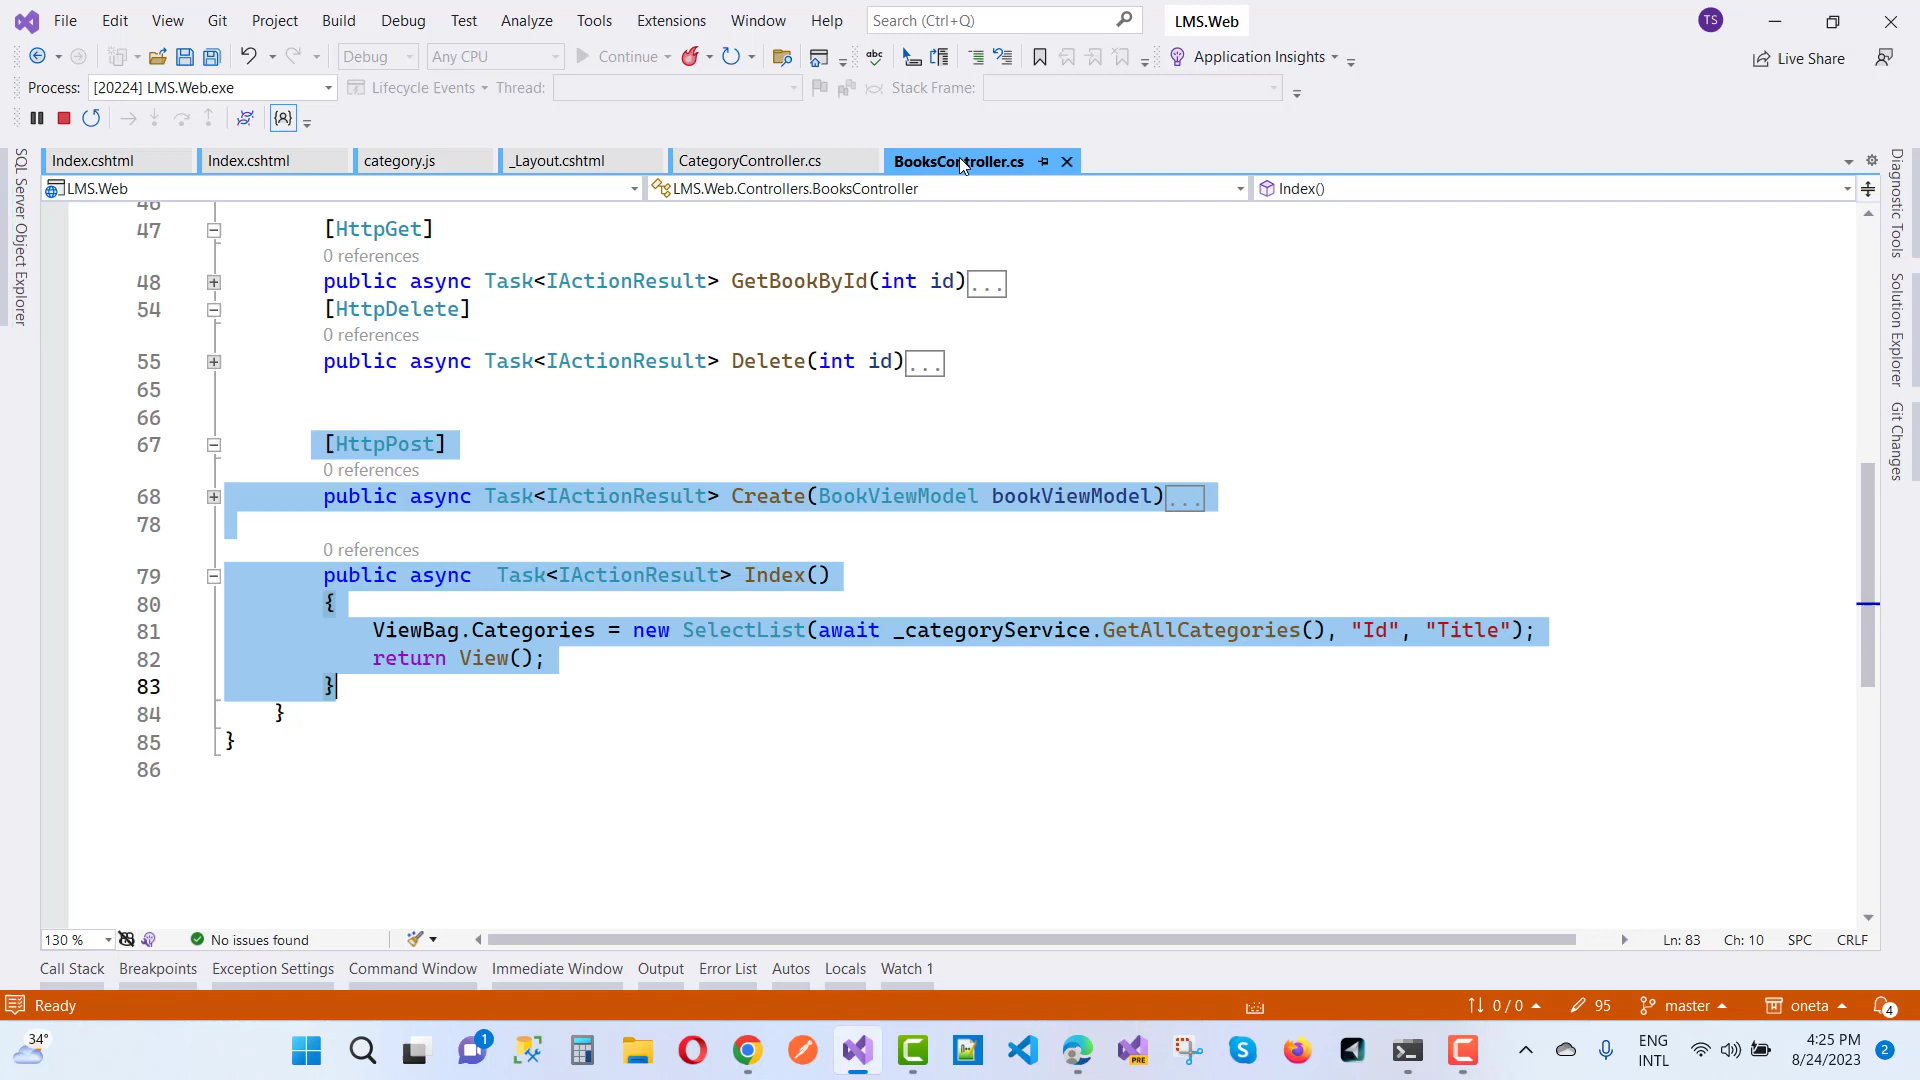 File Edit View Git Project Build Debug Test Analyze Tools Extensions Window Help Search (Ctrl+Q) LMS.Web TS
Debug Any CPU Continue Application Insights Live Share
Process: [20224] LMS.Web.exe Lifecycle Events Thread: Stack Frame:
Index.cshtml Index.cshtml category.js _Layout.cshtml CategoryController.cs BooksController.cs
LMS.Web LMS.Web.Controllers.BooksController Index()
SQL Server Object Explorer
46
47 [HttpGet]
0 references
48 public async Task<IActionResult> GetBookById(int id)...
54 [HttpDelete]
0 references
55 public async Task<IActionResult> Delete(int id)...
65
66
67 [HttpPost]
0 references
68 public async Task<IActionResult> Create(BookViewModel bookViewModel)...
78
0 references
79 public async  Task<IActionResult> Index()
80 {
81 ViewBag.Categories = new SelectList(await _categoryService.GetAllCategories(), "Id", "Title");
82 return View();
83 }
84 }
85 }
86
Diagnostic Tools
Solution Explorer
Git Changes
130 % No issues found Ln: 83 Ch: 10 SPC CRLF
Call Stack Breakpoints Exception Settings Command Window Immediate Window Output Error List Autos Locals Watch 1
Ready 0 / 0 95 master oneta 4
34° 1 PRE ENG 4:25 PM
INTL 8/24/2023 2